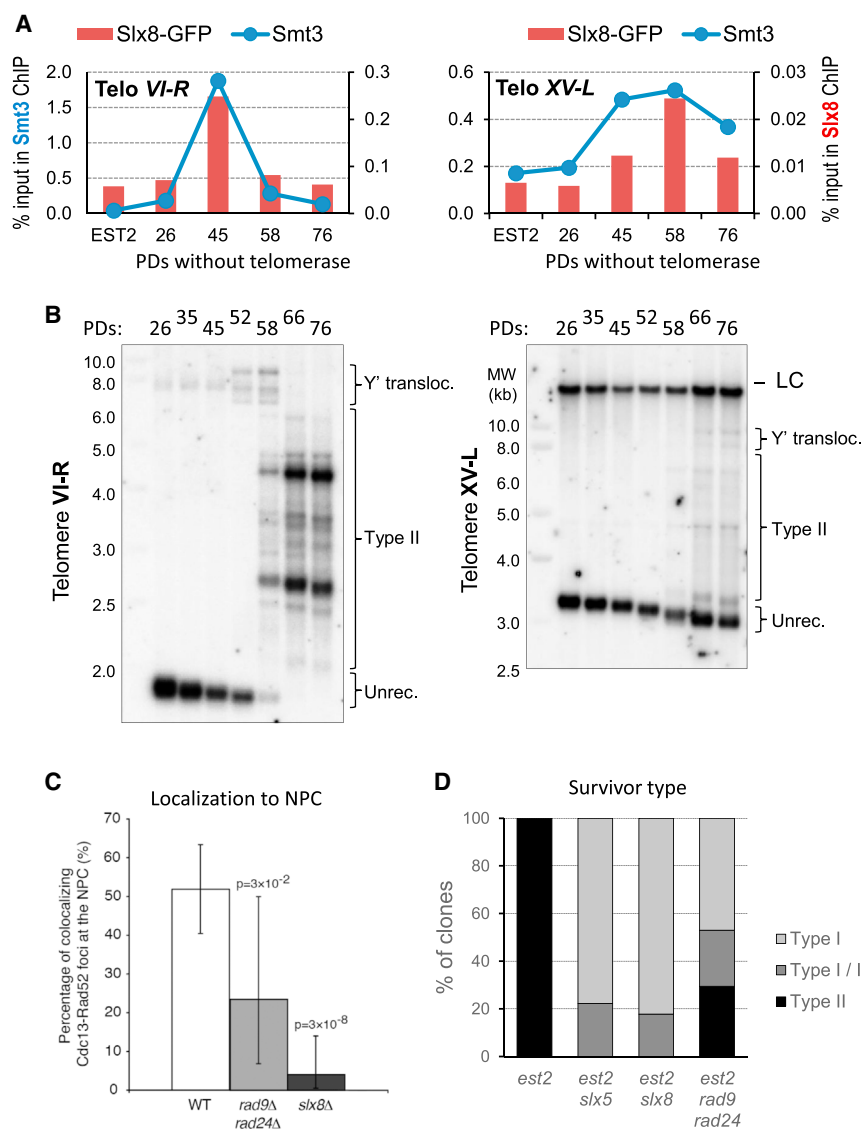 A
Slx8-GFP Smt3
Slx8-GFP Smt3
% input in Smt3 ChIP
2.0
1.5
1.0
0.5
0.0
Telo VI-R
0.3
0.2
0.1
0.0
EST2 26 45 58 76
PDs without telomerase
0.6
0.4
0.2
0.0
Telo XV-L
0.03
0.02
0.01
0.00
% input in Slx8 ChIP
EST2 26 45 58 76
PDs without telomerase
B
PDs: 26 35 45 52 58 66 76
Telomere VI-R
10.0
8.0
6.0
5.0
4.0
3.0
2.5
2.0
Y' transloc.
Type II
Unrec.
PDs: 26 35 45 52 58 66 76
Telomere XV-L
MW
(kb)
10.0
8.0
6.0
5.0
4.0
3.0
2.5
LC
Y' transloc.
Type II
Unrec.
C
Localization to NPC
Percentage of colocalizing
Cdc13-Rad52 foci at the NPC (%)
70
60
50
40
30
20
10
0
p=3×10-2
p=3×10-8
WT rad9Δ slx8Δ
rad24Δ
D
Survivor type
% of clones
100
80
60
40
20
0
est2 est2 est2 est2
slx5 slx8 rad9
rad24
Type I
Type I / I
Type II